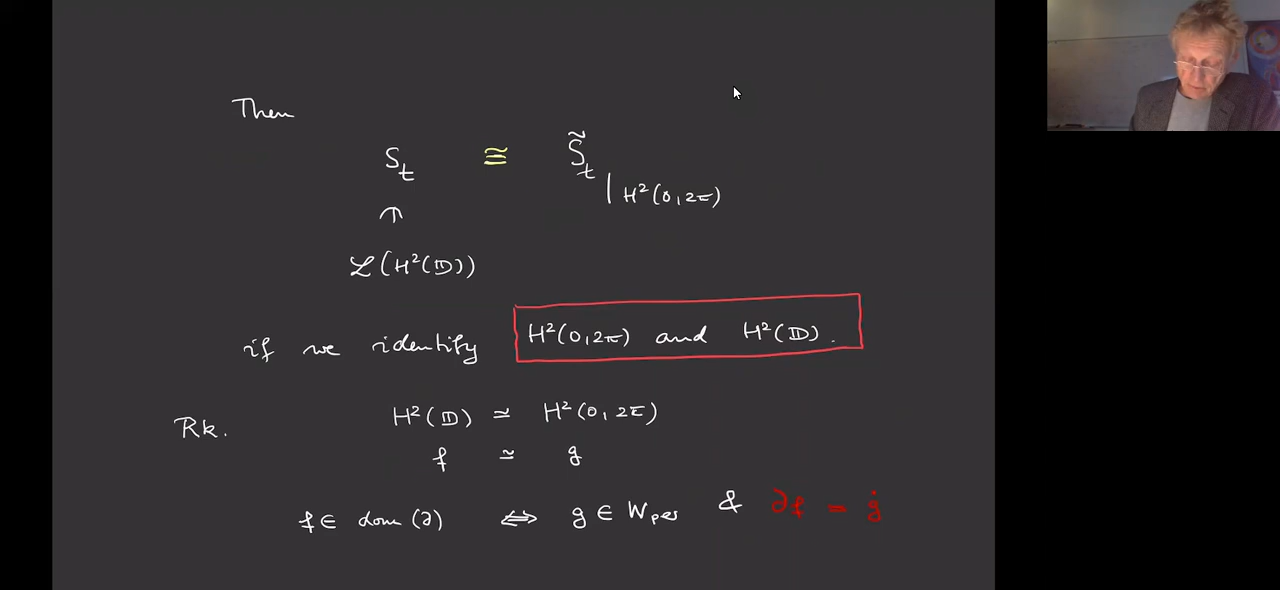 Then
S_t ≅ S̃_t |H²(0,2π)
↑
ℒ(H²(𝔻))
if we identify H²(0,2π) and H²(𝔻).
Rk. H²(𝔻) ≃ H²(0,2π)
f ≃ g
f ∈ dom(∂) ⇔ g ∈ W_per & ∂f = ġ